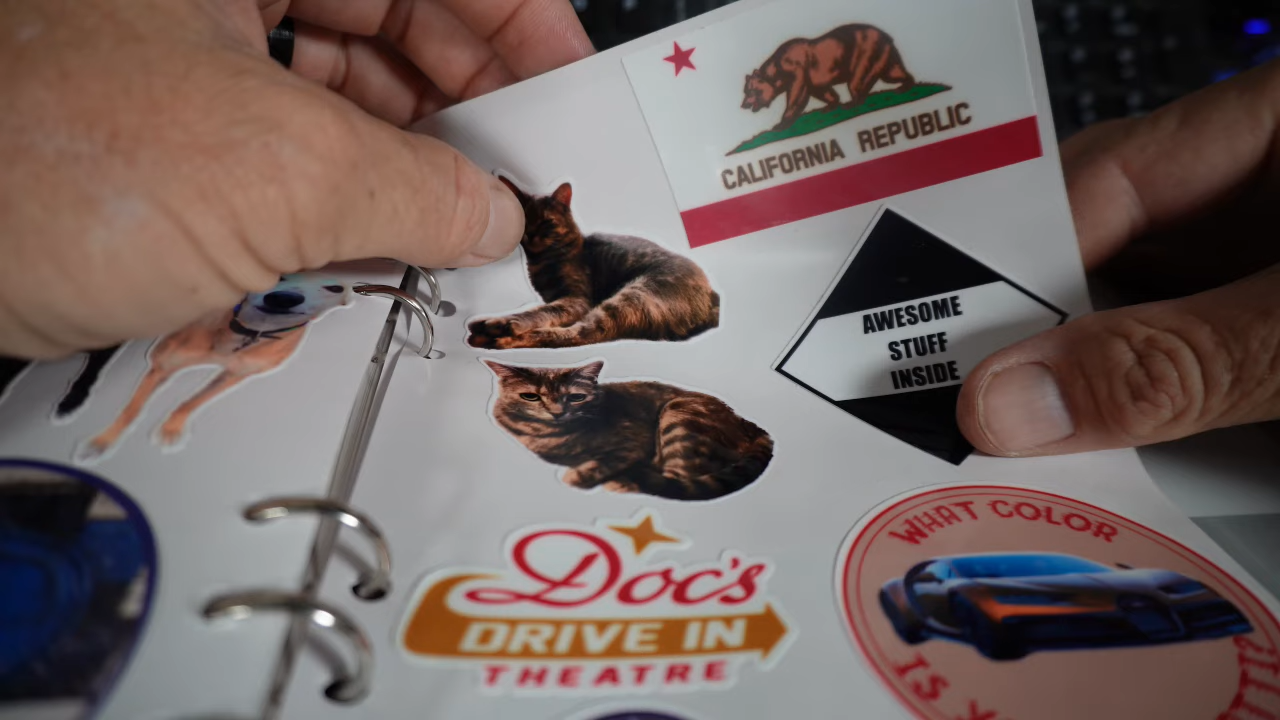 CALIFORNIA REPUBLIC
AWESOME
STUFF
INSIDE
Doc's
DRIVE IN
THEATRE
WHAT COLOR
IS